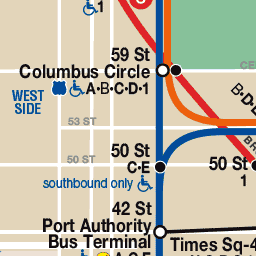 1
59 St
Columbus Circle
A•B•C•D•1
WEST
SIDE
B•D•
53 ST
50 ST
50 St
C•E
southbound only
50 St
1
42 St
Port Authority
Bus Terminal
Times Sq-4
A•C•E